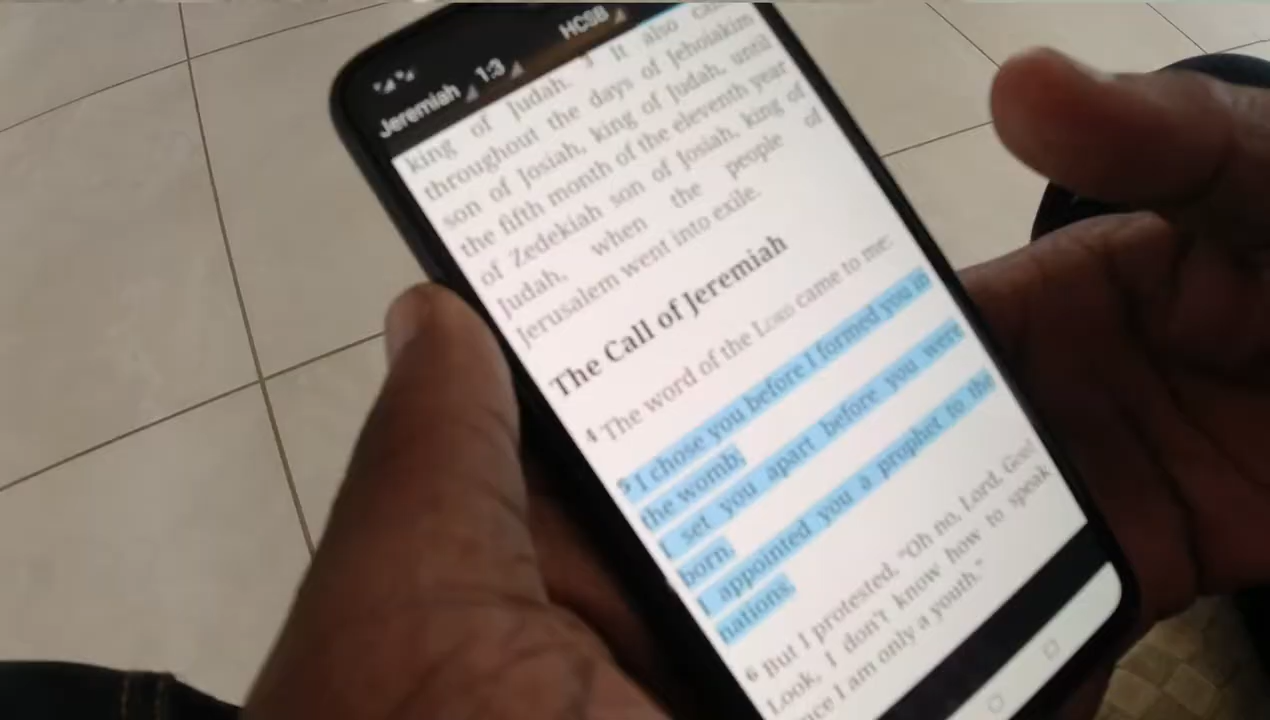 Jeremiah 1:3 HCSB
king of Judah. 3 It also came
throughout the days of Jehoiakim
son of Josiah, king of Judah, until
the fifth month of the eleventh year
of Zedekiah son of Josiah, king of
Judah, when the people of
Jerusalem went into exile.
The Call of Jeremiah
4 The word of the LORD came to me:
5 I chose you before I formed you in
the womb;
I set you apart before you were
born.
I appointed you a prophet to the
nations.
6 But I protested, "Oh no, Lord, GOD!
Look, I don't know how to speak
since I am only a youth."